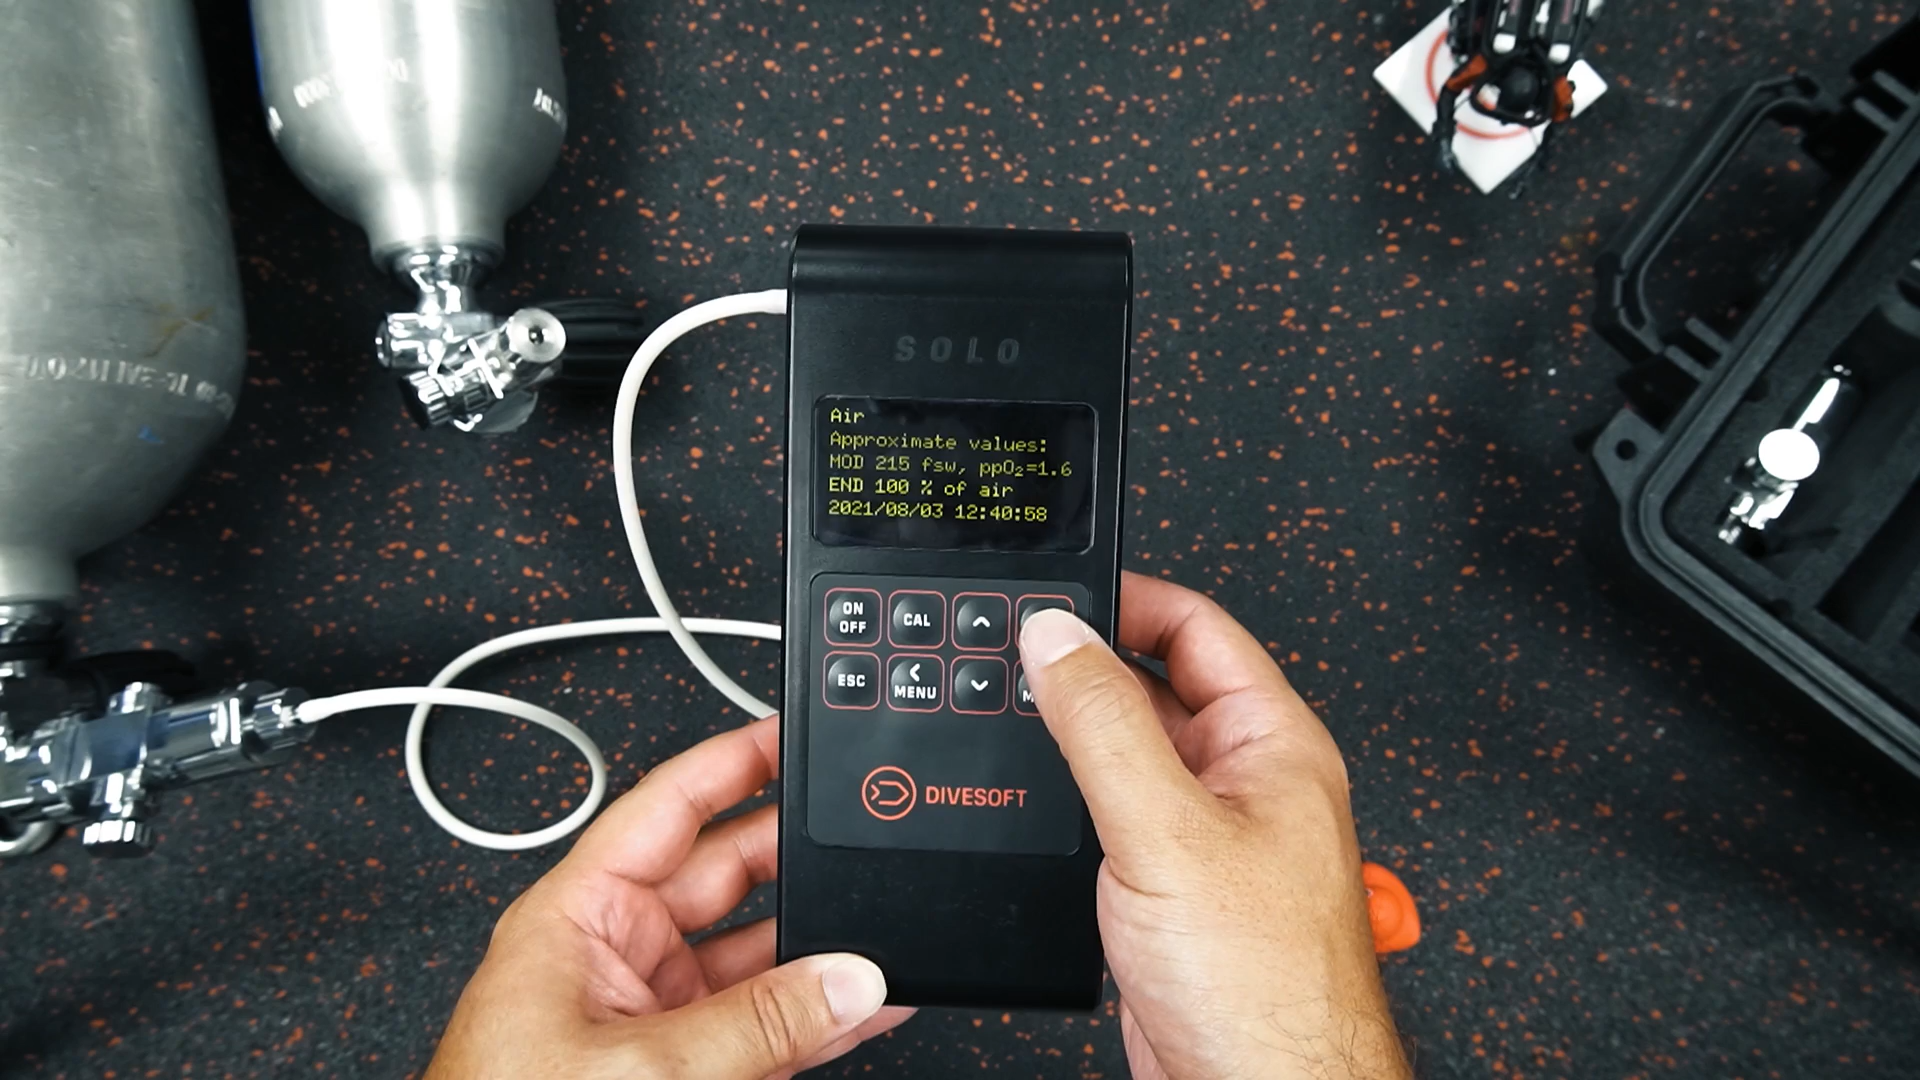 SOLO
Air
Approximate values:
MOD 215 fsw, ppO₂=1.6
END 100 % of air
2021/08/03 12:40:58
ON
OFF
CAL
ESC
MENU
DIVESOFT